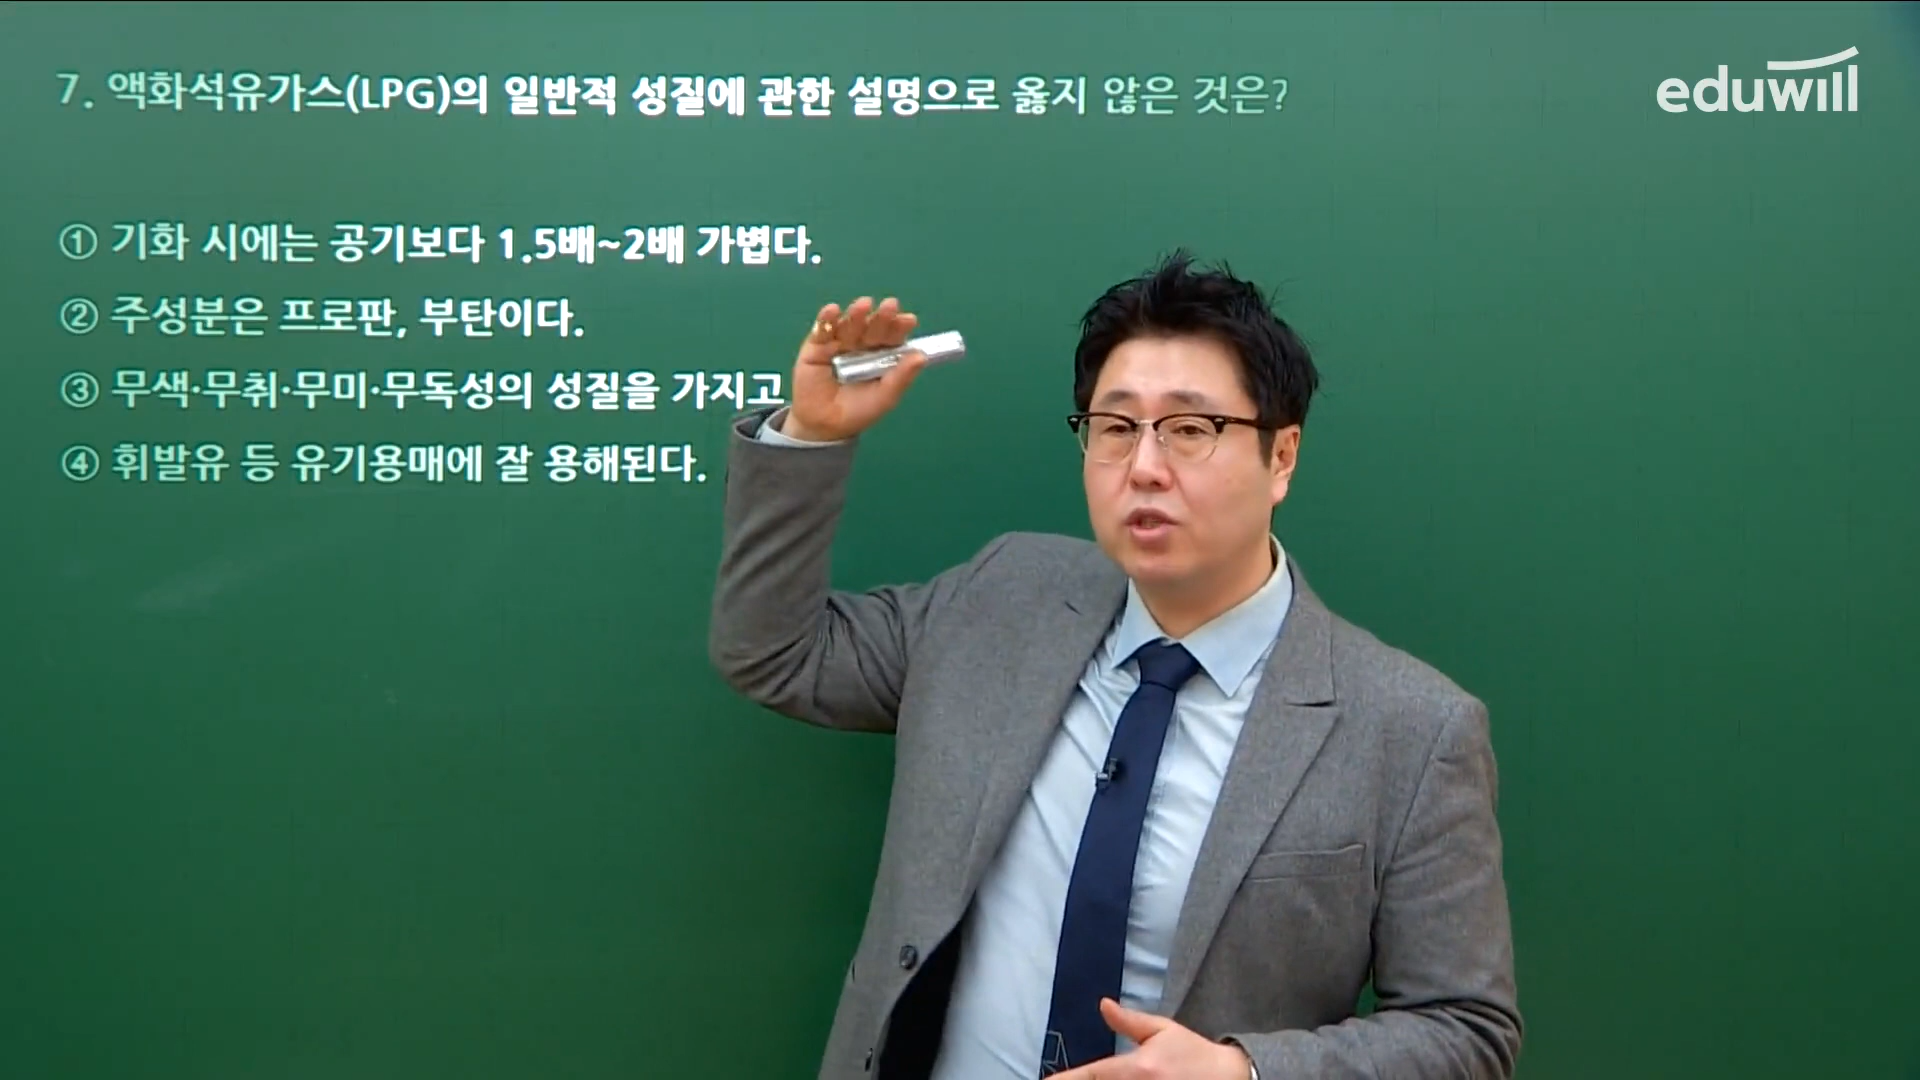 eduwill
7. 액화석유가스(LPG)의 일반적 성질에 관한 설명으로 옳지 않은 것은?
① 기화 시에는 공기보다 1.5배~2배 가볍다.
② 주성분은 프로판, 부탄이다.
③ 무색·무취·무미·무독성의 성질을 가지고
④ 휘발유 등 유기용매에 잘 용해된다.